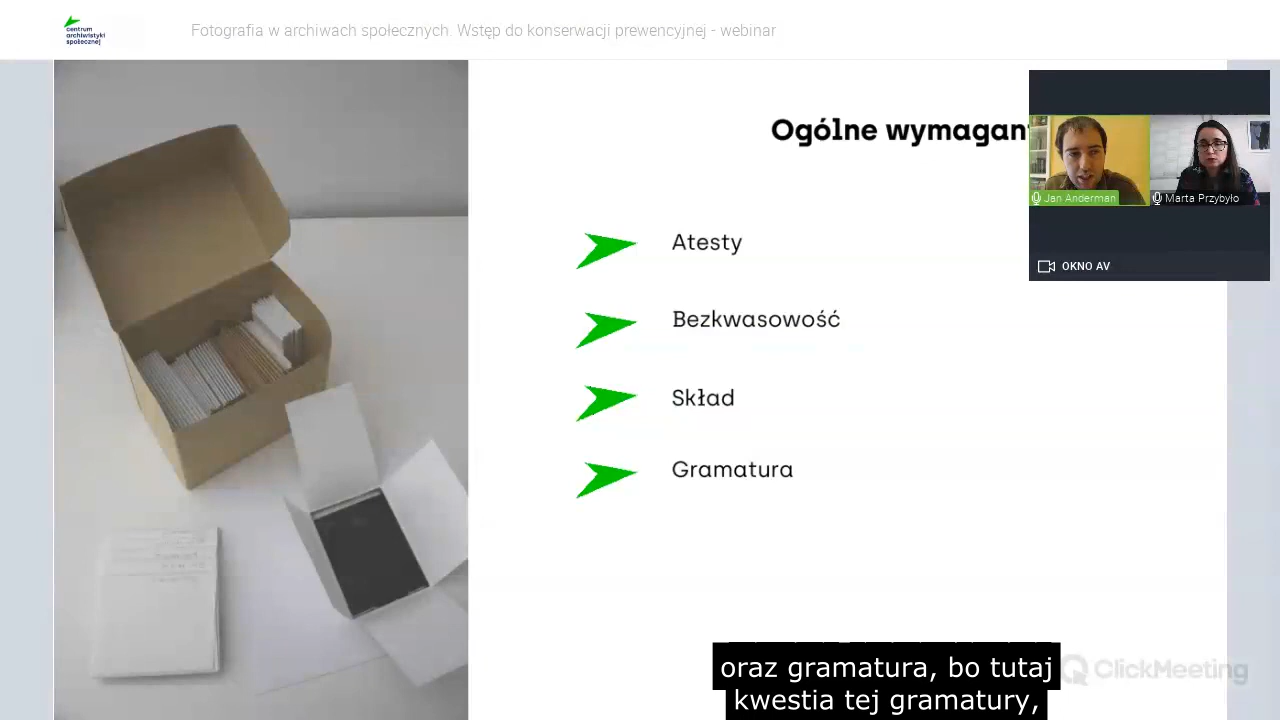 centrum
archiwistyki
społecznej
Fotografia w archiwach społecznych. Wstęp do konserwacji prewencyjnej - webinar
Ogólne
Jan Anderman
Marta Przybyło
OKNO AV
Atesty
Bezkwasowość
Skład
Gramatura
oraz gramatura, bo tutaj
kwestia tej gramatury,
ClickMeeting